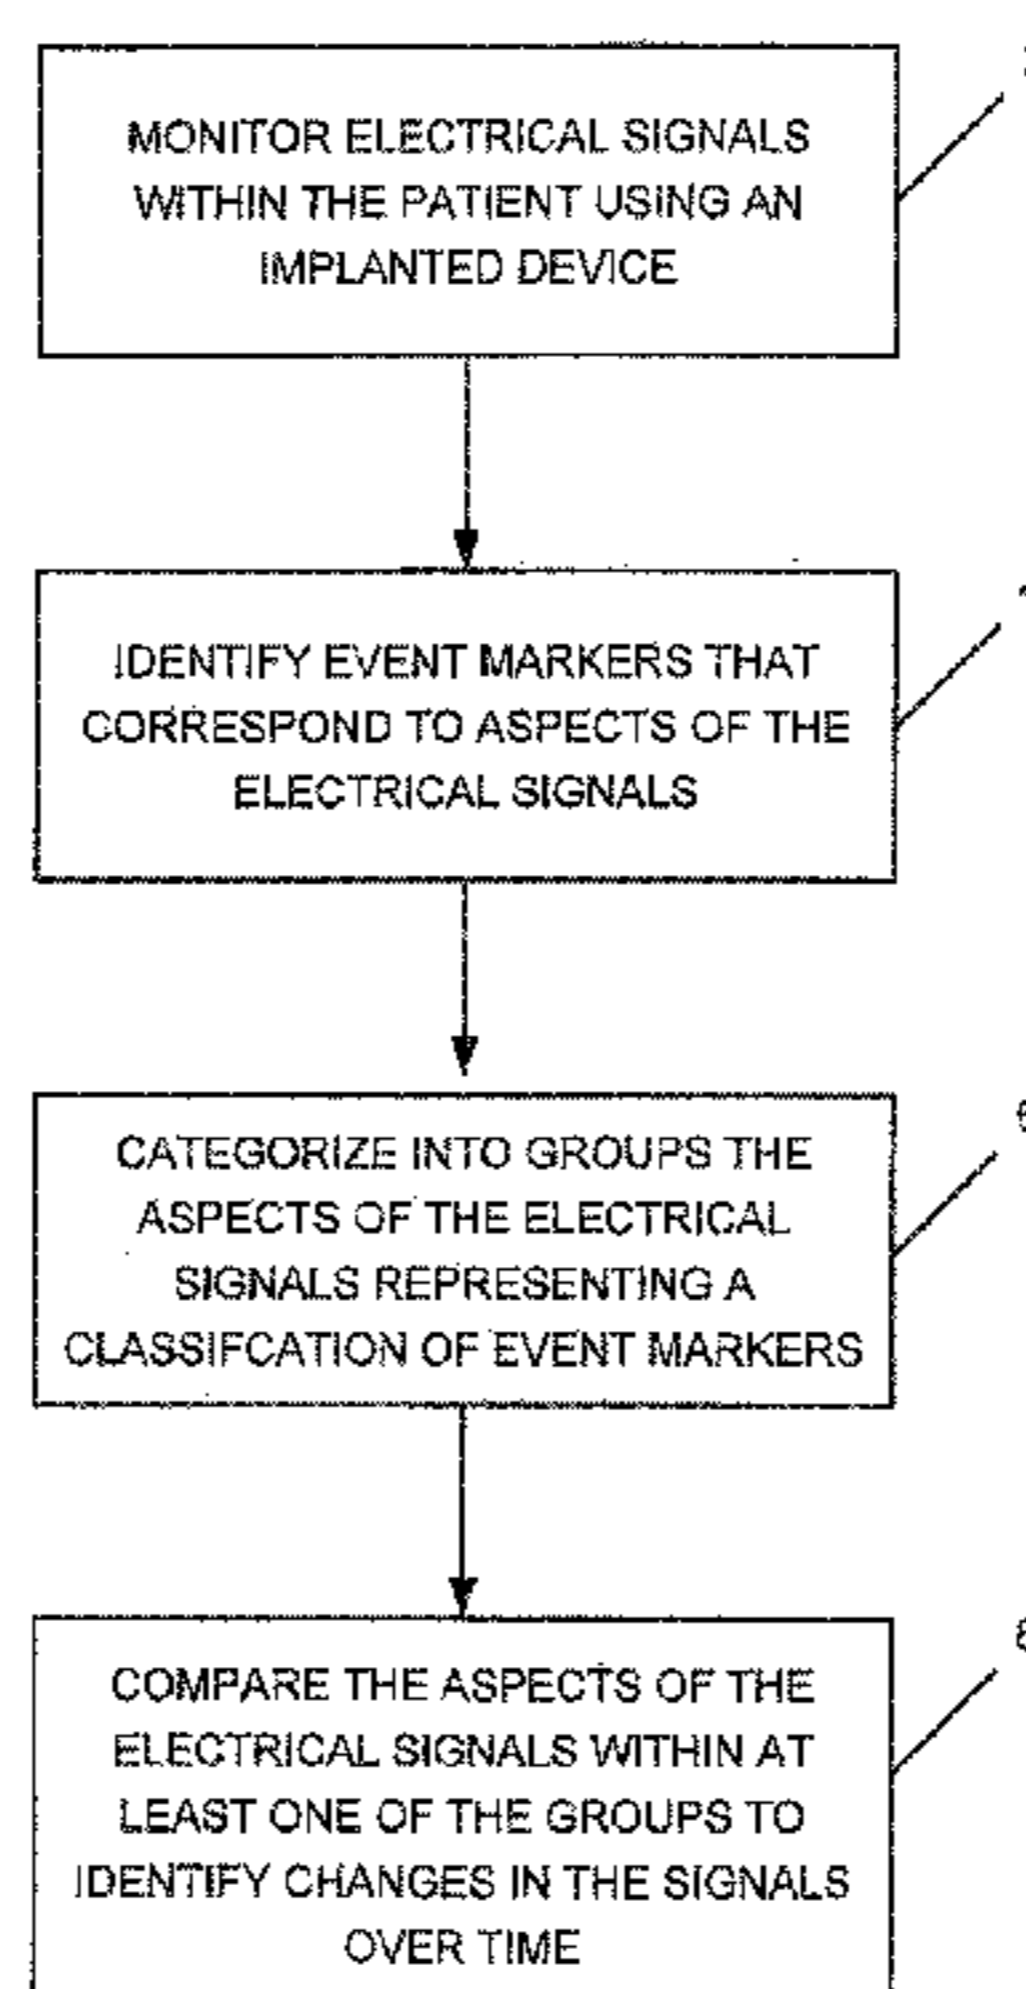 MONITOR ELECTRICAL SIGNALS
WITHIN THE PATIENT USING AN
IMPLANTED DEVICE
IDENTIFY EVENT MARKERS THAT
CORRESPOND TO ASPECTS OF THE
ELECTRICAL SIGNALS
CATEGORIZE INTO GROUPS THE
ASPECTS OF THE ELECTRICAL
SIGNALS REPRESENTING A
CLASSIFCATION OF EVENT MARKERS
COMPARE THE ASPECTS OF THE
ELECTRICAL SIGNALS WITHIN AT
LEAST ONE OF THE GROUPS TO
IDENTIFY CHANGES IN THE SIGNALS
OVER TIME